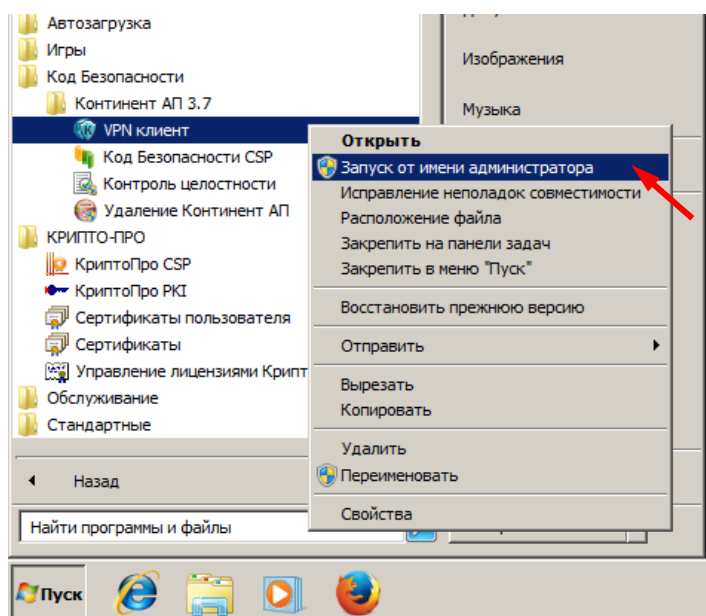 Автозагрузка
Игры
Код Безопасности
Континент АП 3.7
VPN клиент
Код Безопасности CSP
Контроль целостности
Удаление Континент АП
КРИПТО-ПРО
КриптоПро CSP
КриптоПро PKI
Сертификаты пользователя
Сертификаты
Управление лицензиями Крипт
Обслуживание
Стандартные
Назад
Найти программы и файлы
Изображения
Музыка
Открыть
Запуск от имени администратора
Исправление неполадок совместимости
Расположение файла
Закрепить на панели задач
Закрепить в меню "Пуск"
Восстановить прежнюю версию
Отправить
Вырезать
Копировать
Удалить
Переименовать
Свойства
Пуск